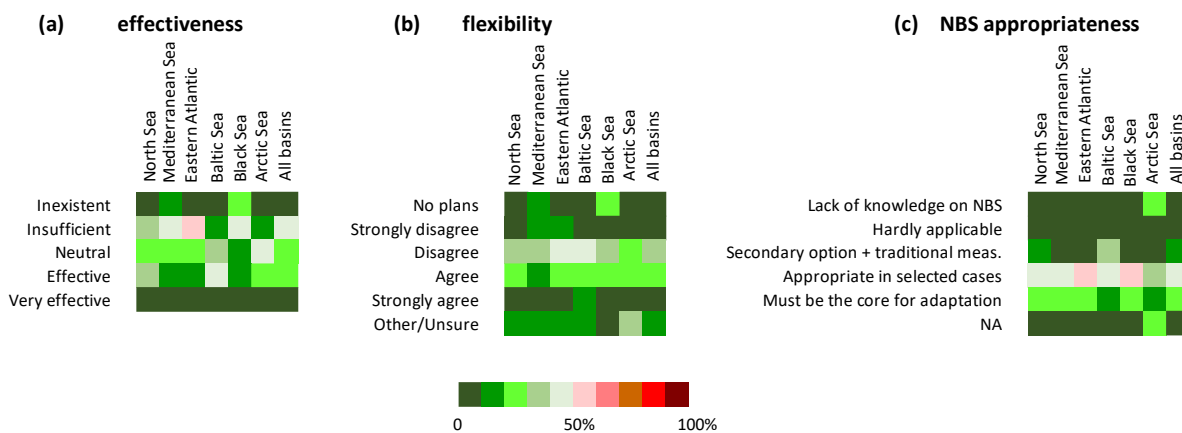 (a) effectiveness
North Sea
Mediterranean Sea
Eastern Atlantic
Baltic Sea
Black Sea
Arctic Sea
All basins
Inexistent
Insufficient
Neutral
Effective
Very effective
(b) flexibility
North Sea
Mediterranean Sea
Eastern Atlantic
Baltic Sea
Black Sea
Arctic Sea
All basins
No plans
Strongly disagree
Disagree
Agree
Strongly agree
Other/Unsure
(c) NBS appropriateness
North Sea
Mediterranean Sea
Eastern Atlantic
Baltic Sea
Black Sea
Arctic Sea
All basins
Lack of knowledge on NBS
Hardly applicable
Secondary option + traditional meas.
Appropriate in selected cases
Must be the core for adaptation
NA
0 50% 100%